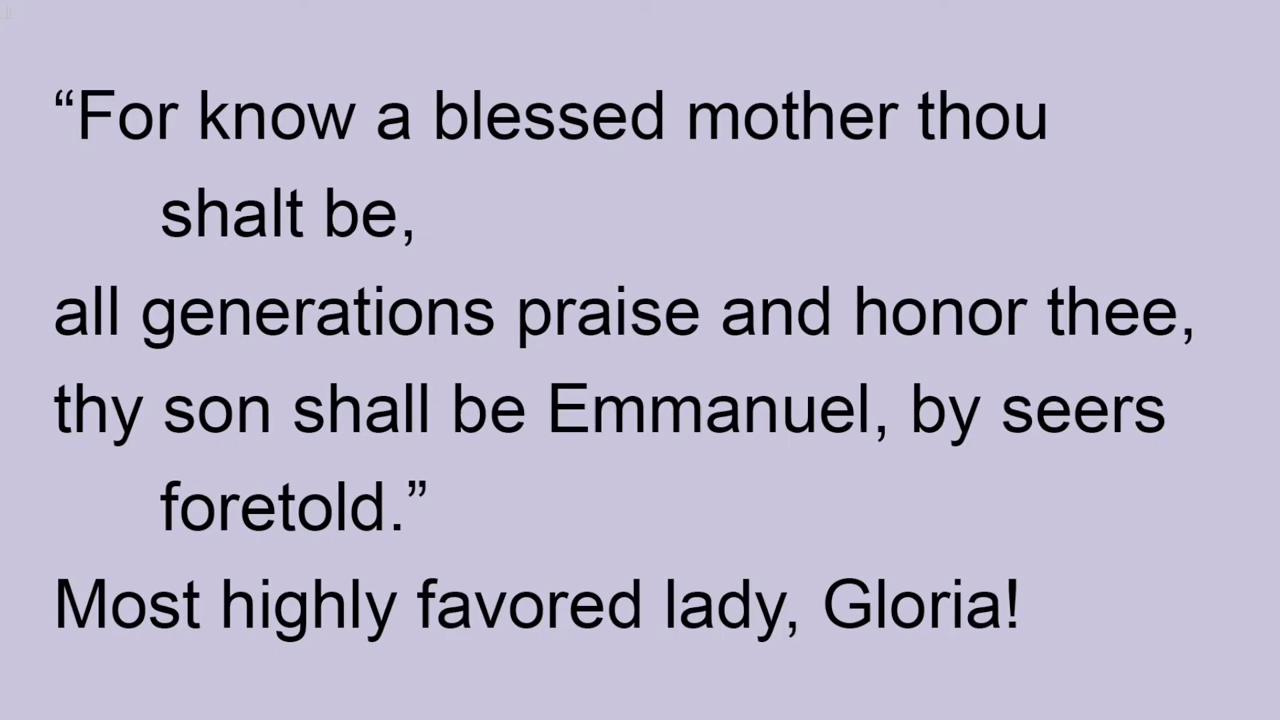 “For know a blessed mother thou
shalt be,
all generations praise and honor thee,
thy son shall be Emmanuel, by seers
foretold.”
Most highly favored lady, Gloria!